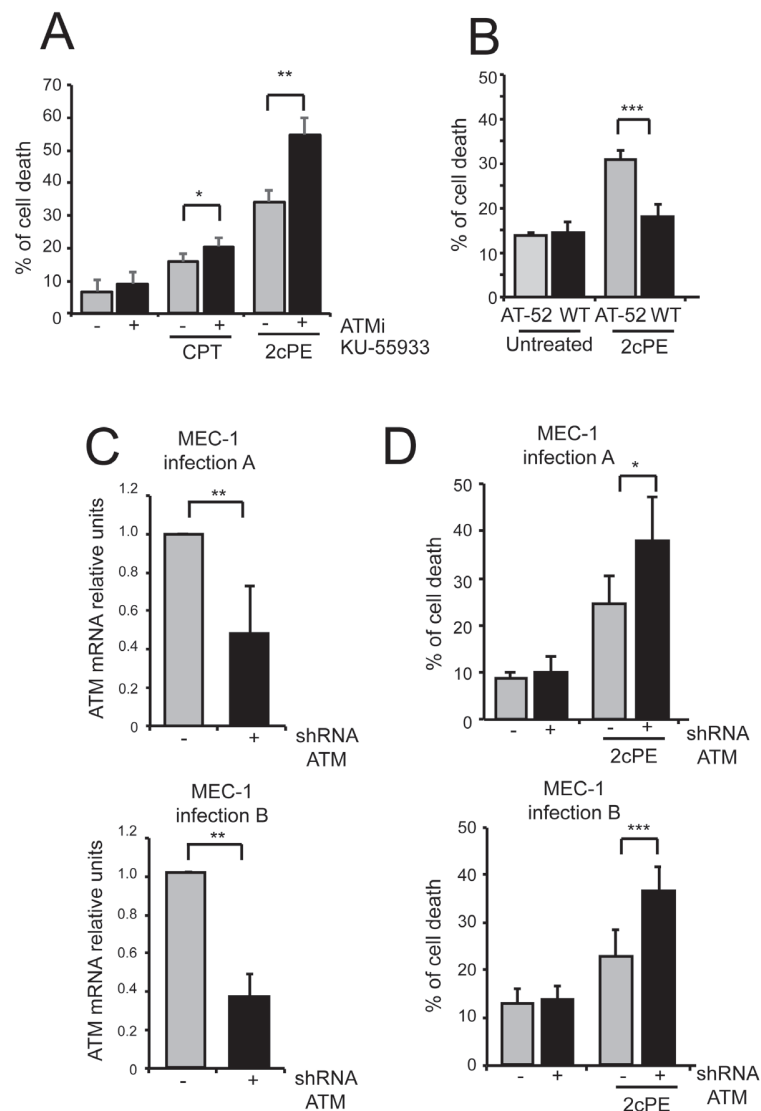 A
% of cell death
70
60
50
40
30
20
10
0
*
**
- + - + - +
CPT 2cPE
ATMi
KU-55933
B
% of cell death
50
40
30
20
10
0
***
AT-52 WT AT-52 WT
Untreated 2cPE
C
MEC-1
infection A
ATM mRNA relative units
1.2
1.0
0.8
0.6
0.4
0.2
0
**
- +
shRNA
ATM
MEC-1
infection B
ATM mRNA relative units
1.2
1.0
0.8
0.6
0.4
0.2
0
**
- +
shRNA
ATM
D
MEC-1
infection A
% of cell death
50
40
30
20
10
0
*
- + - +
2cPE
shRNA
ATM
MEC-1
infection B
% of cell death
50
40
30
20
10
0
***
- + - +
2cPE
shRNA
ATM